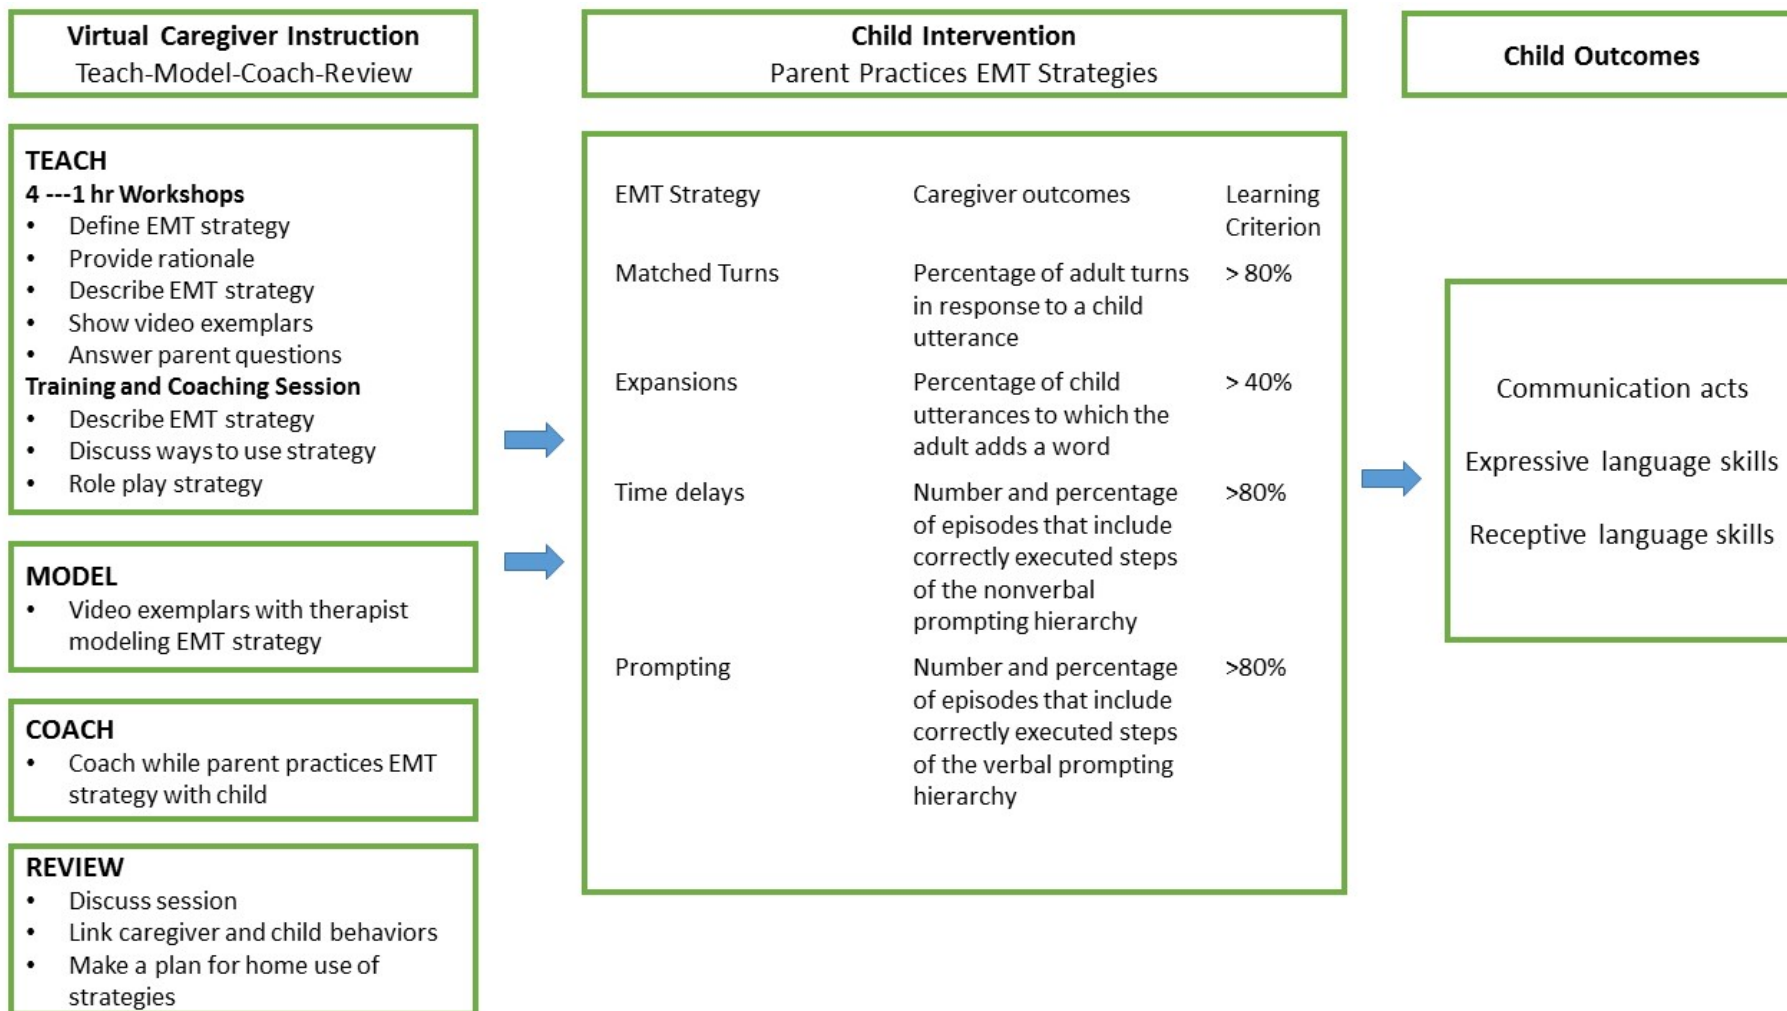 Virtual Caregiver Instruction
Teach-Model-Coach-Review
TEACH
4 ---1 hr Workshops
• Define EMT strategy
• Provide rationale
• Describe EMT strategy
• Show video exemplars
• Answer parent questions
Training and Coaching Session
• Describe EMT strategy
• Discuss ways to use strategy
• Role play strategy
MODEL
• Video exemplars with therapist
modeling EMT strategy
COACH
• Coach while parent practices EMT
strategy with child
REVIEW
• Discuss session
• Link caregiver and child behaviors
• Make a plan for home use of
strategies
Child Intervention
Parent Practices EMT Strategies
EMT Strategy
Caregiver outcomes
Learning
Criterion
Matched Turns
Percentage of adult turns
in response to a child
utterance
> 80%
Expansions
Percentage of child
utterances to which the
adult adds a word
> 40%
Time delays
Number and percentage
of episodes that include
correctly executed steps
of the nonverbal
prompting hierarchy
>80%
Prompting
Number and percentage
of episodes that include
correctly executed steps
of the verbal prompting
hierarchy
>80%
Child Outcomes
Communication acts
Expressive language skills
Receptive language skills